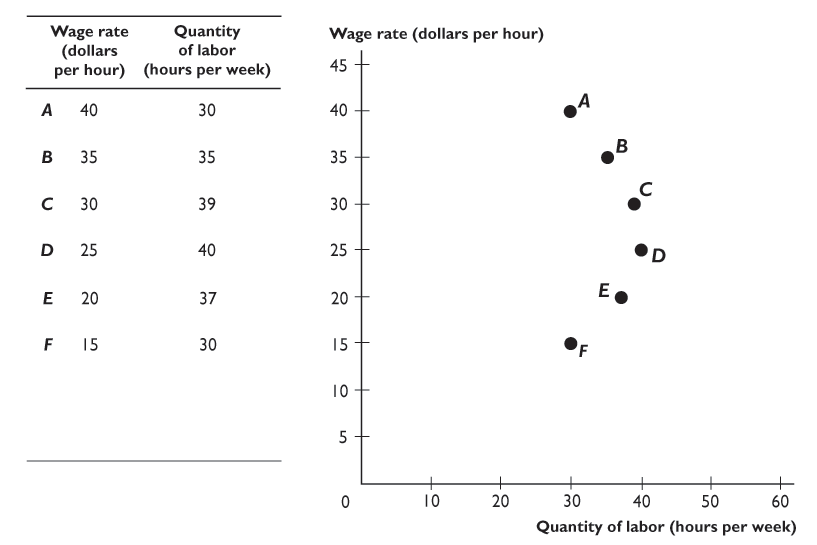 Wage rate Quantity
(dollars of labor
per hour) (hours per week)
A 40 30
B 35 35
C 30 39
D 25 40
E 20 37
F 15 30
Wage rate (dollars per hour)
45
40
35
30
25
20
15
10
5
A
B
C
D
E
F
0 10 20 30 40 50 60
Quantity of labor (hours per week)